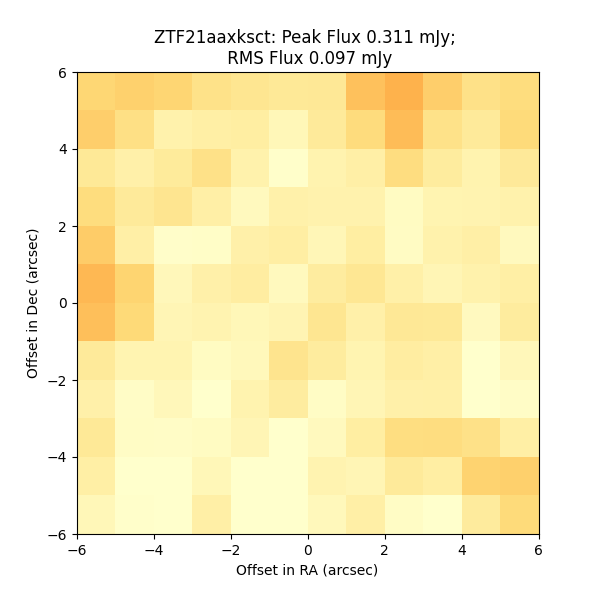 ZTF21aaxksct: Peak Flux 0.311 mJy;
RMS Flux 0.097 mJy
6
4
2
0
−2
−4
−6
Offset in Dec (arcsec)
−6 −4 −2 0 2 4 6
Offset in RA (arcsec)